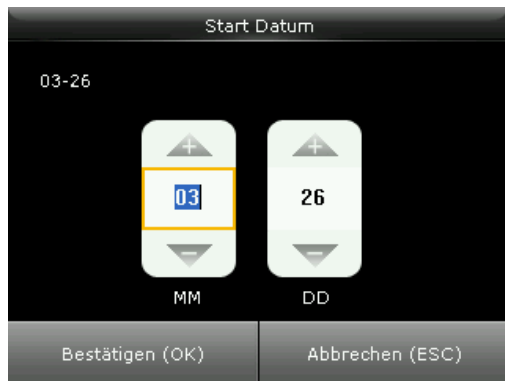 Start Datum
03-26
+ +
03 26
- -
MM DD
Bestätigen (OK) Abbrechen (ESC)